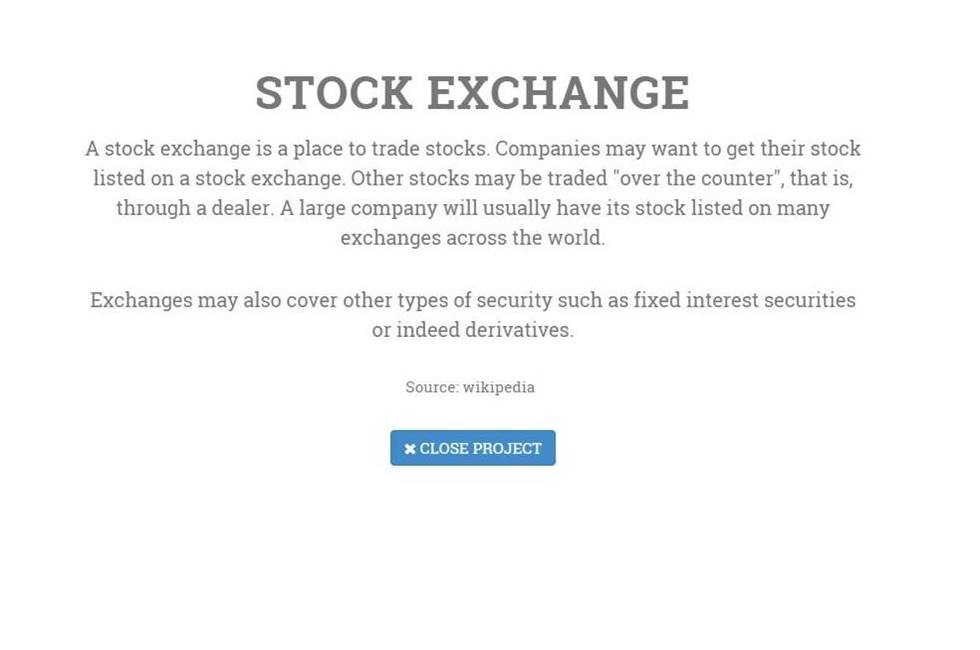 STOCK EXCHANGE
A stock exchange is a place to trade stocks. Companies may want to get their stock
listed on a stock exchange. Other stocks may be traded "over the counter", that is,
through a dealer. A large company will usually have its stock listed on many
exchanges across the world.
Exchanges may also cover other types of security such as fixed interest securities
or indeed derivatives.
Source: wikipedia
✖ CLOSE PROJECT